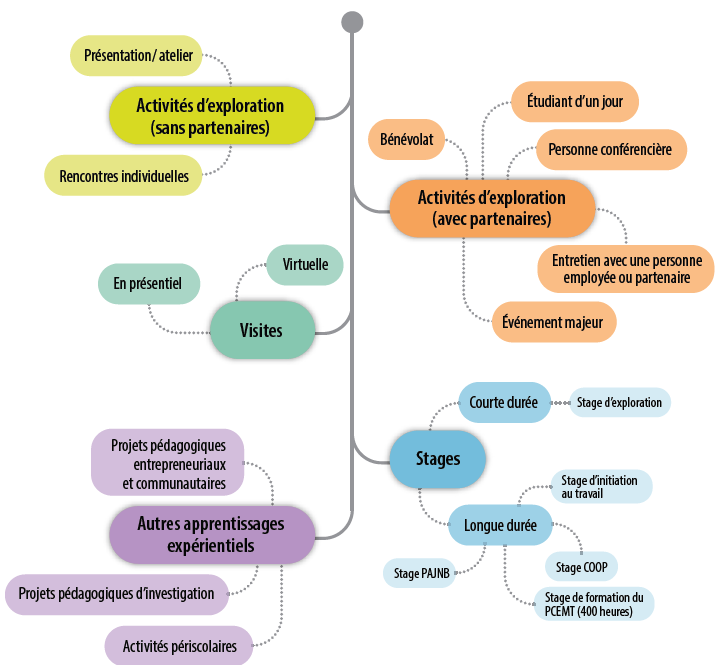 Présentation/ atelier
Activités d'exploration
(sans partenaires)
Rencontres individuelles
Étudiant d'un jour
Bénévolat
Personne conférencière
Activités d'exploration
(avec partenaires)
Entretien avec une personne
employée ou partenaire
Événement majeur
Virtuelle
En présentiel
Visites
Courte durée
Stage d'exploration
Stages
Longue durée
Stage d'initiation
au travail
Stage PAJNB
Stage COOP
Stage de formation du
PCEMT (400 heures)
Projets pédagogiques
entrepreneuriaux
et communautaires
Autres apprentissages
expérientiels
Projets pédagogiques d'investigation
Activités périscolaires